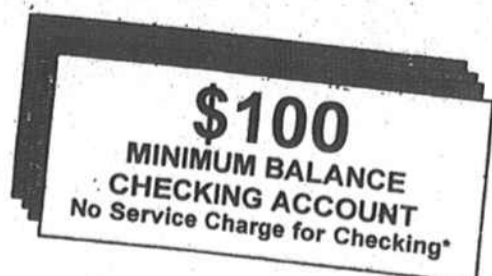 $100
MINIMUM BALANCE
CHECKING ACCOUNT
No Service Charge for Checking*